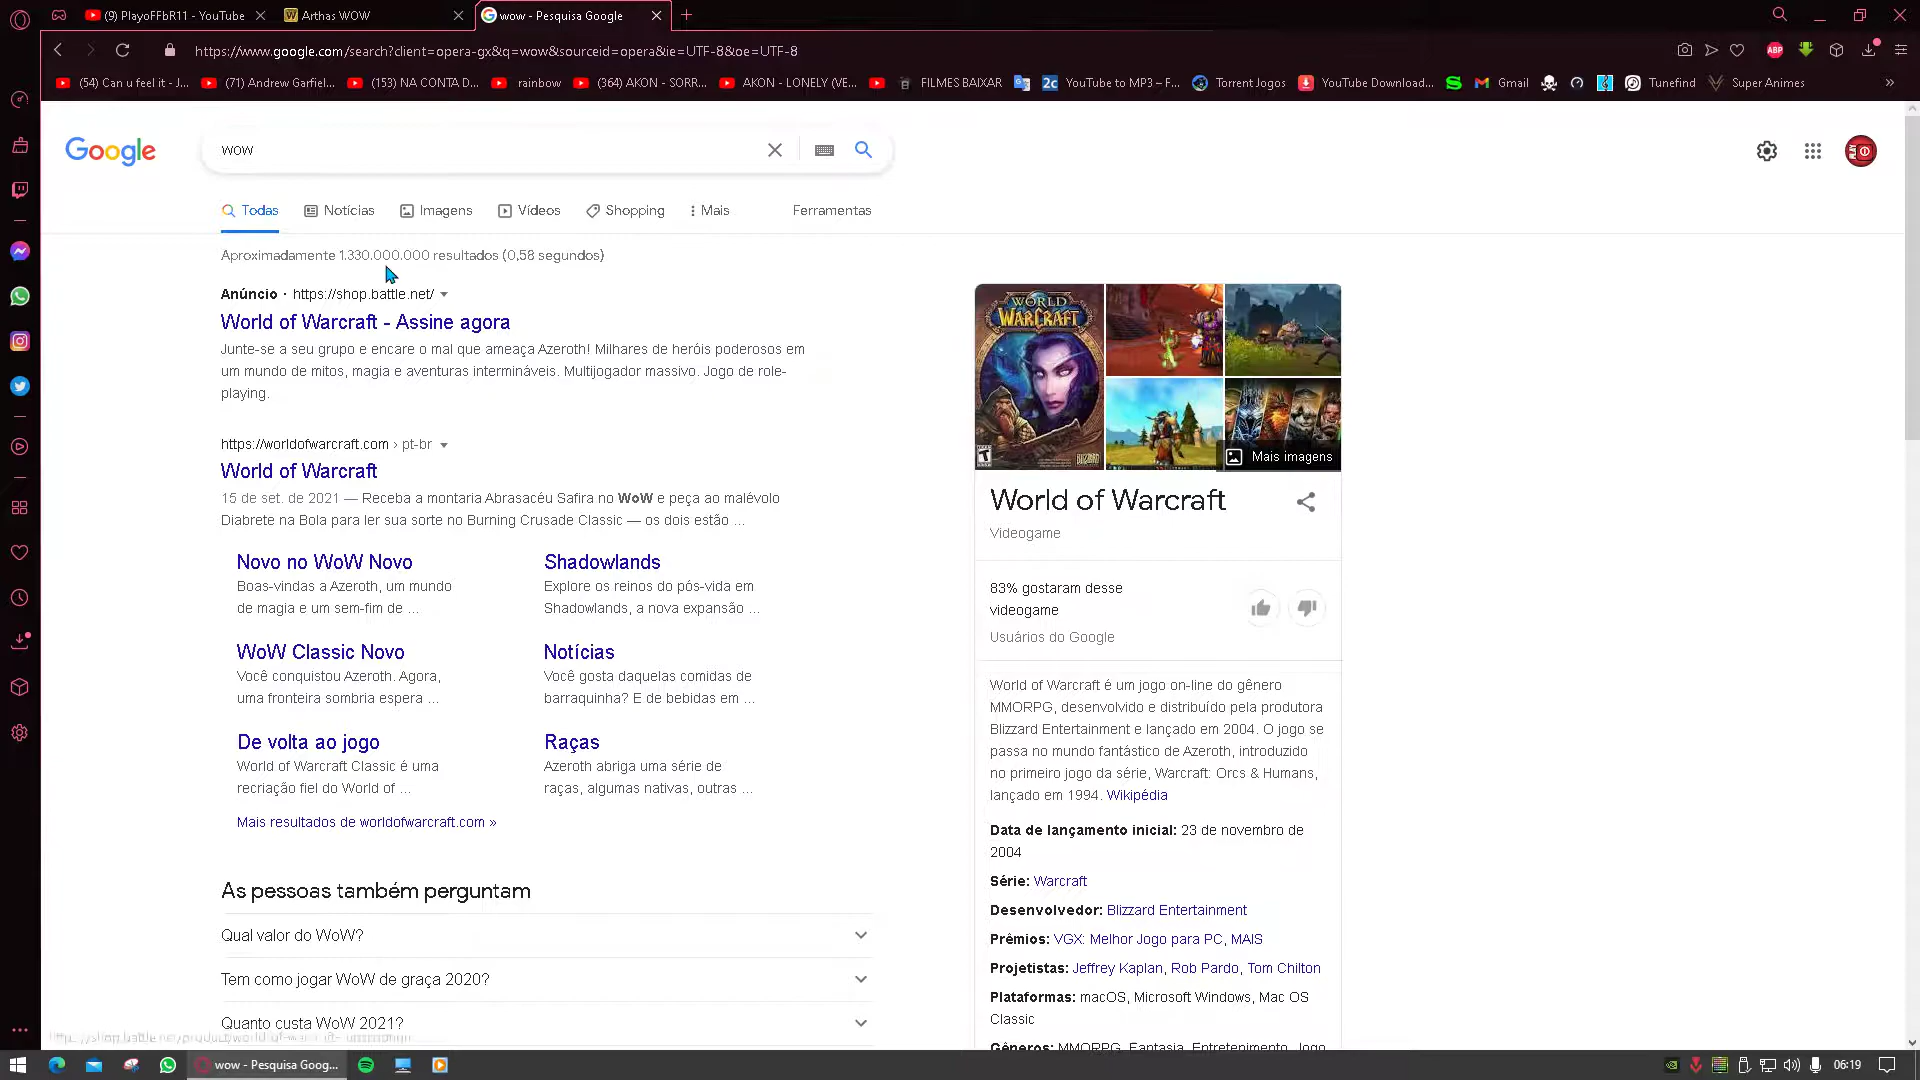 (9) PlayoFFbR11 - YouTube
Arthas WOW
wow - Pesquisa Google
https://www.google.com/search?client=opera-gx&q=wow&sourceid=opera&ie=UTF-8&oe=UTF-8
ABP
(54) Can u feel it - J...
(71) Andrew Garfiel...
(153) NA CONTA D...
rainbow
(364) AKON - SORR...
AKON - LONELY (VE...
FILMES BAIXAR
2c
YouTube to MP3 – F...
Torrent Jogos
YouTube Download...
Gmail
Tunefind
Super Animes
»
Google
wow
Todas
Notícias
Imagens
Vídeos
Shopping
Mais
Ferramentas
Aproximadamente 1.330.000.000 resultados (0,58 segundos)
Anúncio · https://shop.battle.net/
World of Warcraft - Assine agora
Junte-se a seu grupo e encare o mal que ameaça Azeroth! Milhares de heróis poderosos em
um mundo de mitos, magia e aventuras intermináveis. Multijogador massivo. Jogo de role-
playing.
https://worldofwarcraft.com › pt-br
World of Warcraft
15 de set. de 2021 — Receba a montaria Abrasacéu Safira no WoW e peça ao malévolo
Diabrete na Bola para ler sua sorte no Burning Crusade Classic — os dois estão ...
Novo no WoW Novo
Boas-vindas a Azeroth, um mundo
de magia e um sem-fim de ...
Shadowlands
Explore os reinos do pós-vida em
Shadowlands, a nova expansão ...
WoW Classic Novo
Você conquistou Azeroth. Agora,
uma fronteira sombria espera ...
Notícias
Você gosta daquelas comidas de
barraquinha? E de bebidas em ...
De volta ao jogo
World of Warcraft Classic é uma
recriação fiel do World of ...
Raças
Azeroth abriga uma série de
raças, algumas nativas, outras ...
Mais resultados de worldofwarcraft.com »
As pessoas também perguntam
Qual valor do WoW?
Tem como jogar WoW de graça 2020?
Quanto custa WoW 2021?
WORLD
OF
WARCRAFT
T
Mais imagens
World of Warcraft
Videogame
83% gostaram desse
videogame
Usuários do Google
World of Warcraft é um jogo on-line do gênero
MMORPG, desenvolvido e distribuído pela produtora
Blizzard Entertainment e lançado em 2004. O jogo se
passa no mundo fantástico de Azeroth, introduzido
no primeiro jogo da série, Warcraft: Orcs & Humans,
lançado em 1994. Wikipédia
Data de lançamento inicial: 23 de novembro de
2004
Série: Warcraft
Desenvolvedor: Blizzard Entertainment
Prêmios: VGX: Melhor Jogo para PC, MAIS
Projetistas: Jeffrey Kaplan, Rob Pardo, Tom Chilton
Plataformas: macOS, Microsoft Windows, Mac OS
Classic
Gêneros: MMORPG, Fantasia, Entretenimento, Jogo
wow - Pesquisa Goog...
06:19